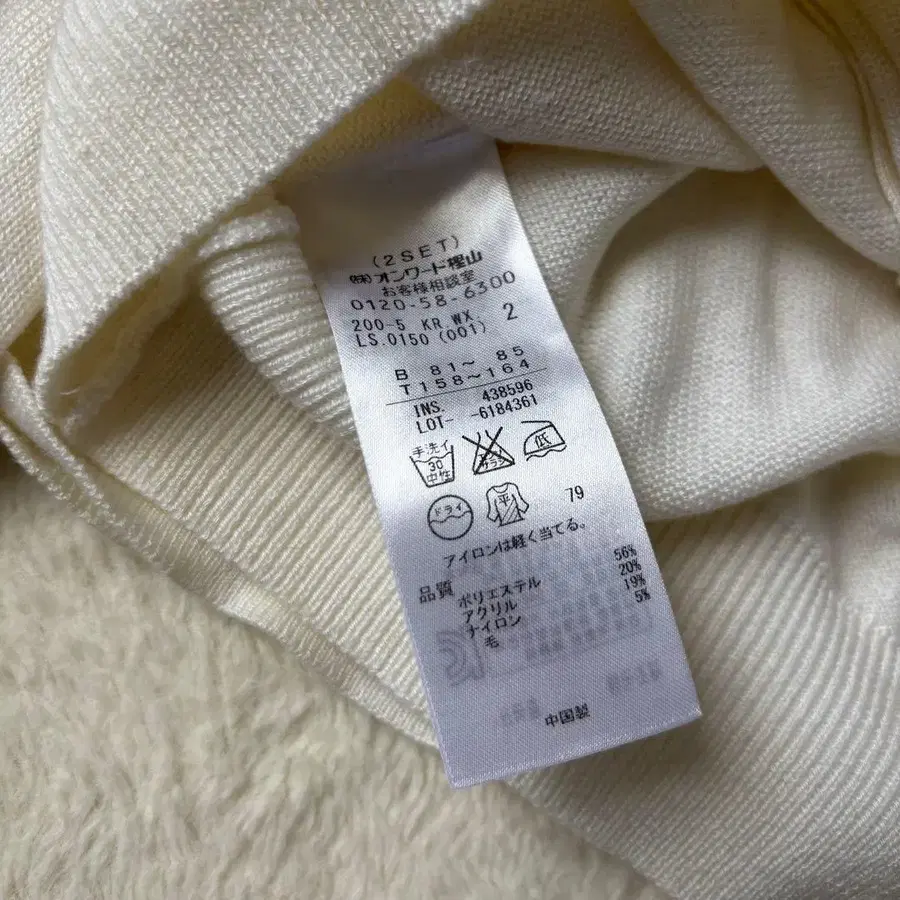 (2SET)
㈱オンワード樫山
お客様相談室
0120-58-6300
200-5 KR WX. 2
LS.0150 (001)
B 81～ 85
T158～164
INS. 438596
LOT- -6184361
手洗イ
30
中性
サラシ
低
ドライ
平
79
アイロンは軽く当てる。
品質
ポリエステル 56%
アクリル 20%
ナイロン 19%
毛 5%
中国製